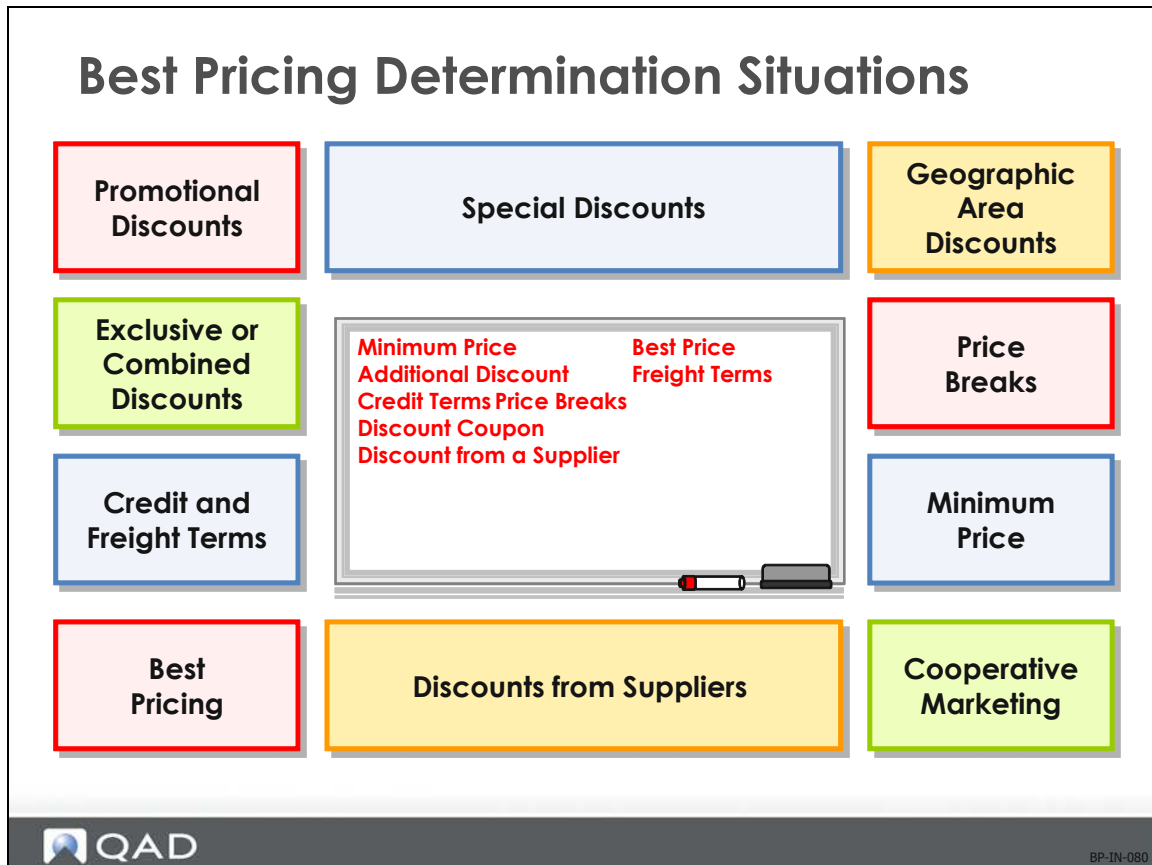 Best Pricing Determination Situations
Promotional
Discounts
Special Discounts
Geographic
Area
Discounts
Exclusive or
Combined
Discounts
Minimum Price Best Price
Additional Discount Freight Terms
Credit Terms Price Breaks
Discount Coupon
Discount from a Supplier
Price
Breaks
Credit and
Freight Terms
Minimum
Price
Best
Pricing
Discounts from Suppliers
Cooperative
Marketing
QAD
BP-IN-080